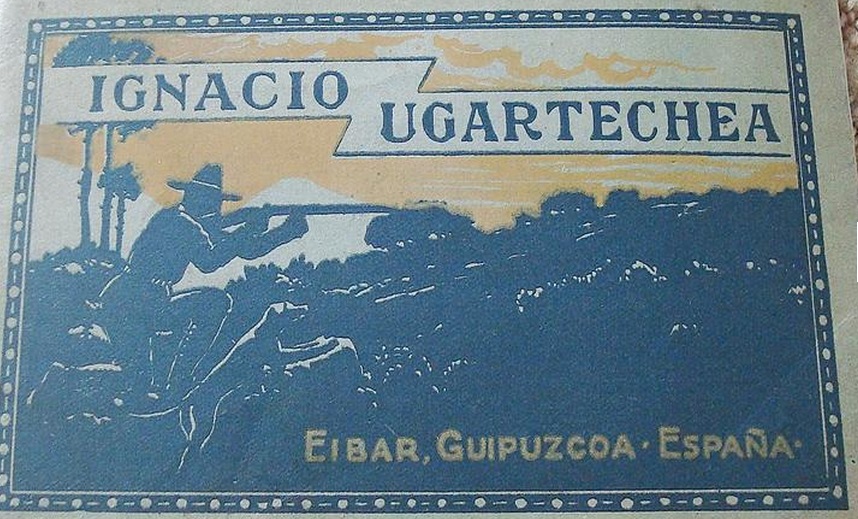 IGNACIO
UGARTECHEA
EIBAR, GUIPUZCOA · ESPAÑA·